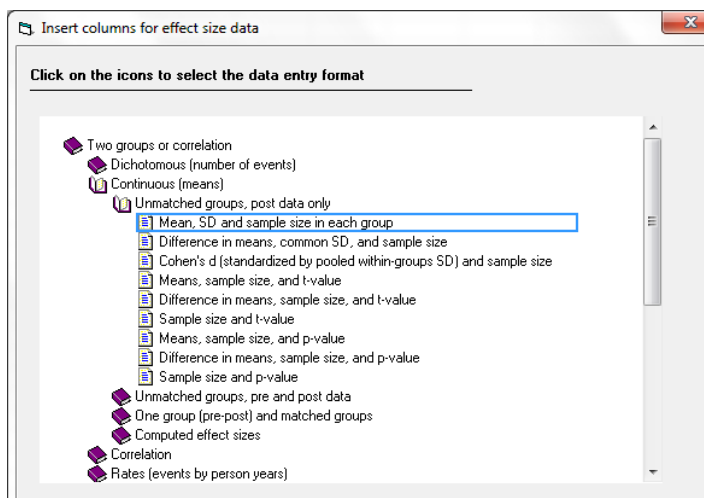 Insert columns for effect size data
Click on the icons to select the data entry format
Two groups or correlation
Dichotomous (number of events)
Continuous (means)
Unmatched groups, post data only
Mean, SD and sample size in each group
Difference in means, common SD, and sample size
Cohen's d (standardized by pooled within-groups SD) and sample size
Means, sample size, and t-value
Difference in means, sample size, and t-value
Sample size and t-value
Means, sample size, and p-value
Difference in means, sample size, and p-value
Sample size and p-value
Unmatched groups, pre and post data
One group (pre-post) and matched groups
Computed effect sizes
Correlation
Rates (events by person years)